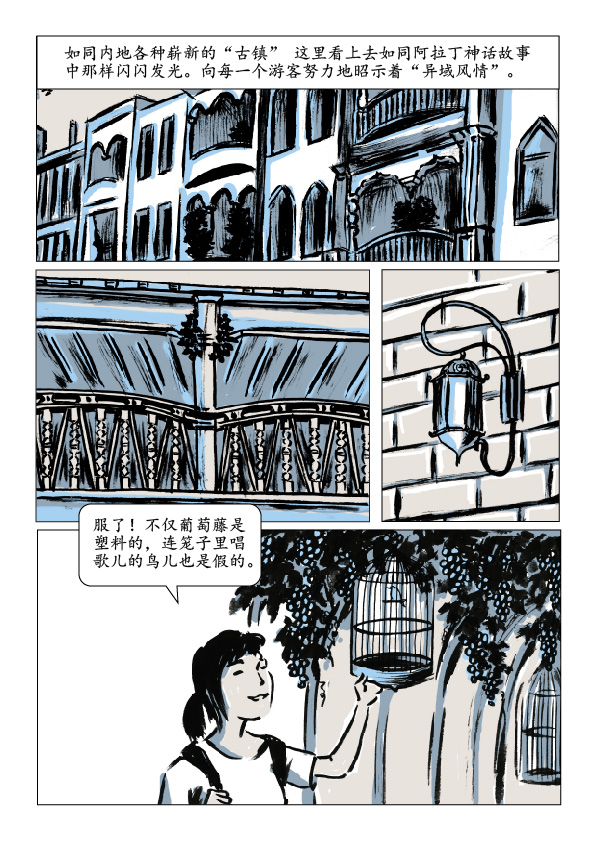 如同内地各种崭新的“古镇” 这里看上去如同阿拉丁神话故事
中那样闪闪发光。向每一个游客努力地昭示着“异域风情”。
服了！不仅葡萄藤是
塑料的，连笼子里唱
歌儿的鸟儿也是假的。